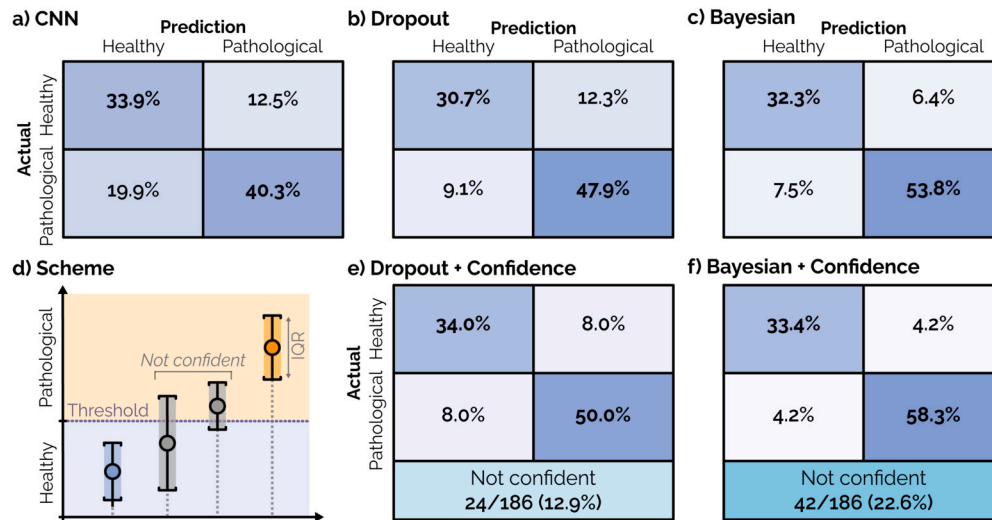 a) CNN
Prediction
Healthy Pathological
Actual
Healthy
33.9% 12.5%
Pathological
19.9% 40.3%
b) Dropout
Prediction
Healthy Pathological
30.7% 12.3%
9.1% 47.9%
c) Bayesian
Prediction
Healthy Pathological
32.3% 6.4%
7.5% 53.8%
d) Scheme
Pathological
Not confident
IQR
Threshold
Healthy
e) Dropout + Confidence
Actual
Healthy
34.0% 8.0%
Pathological
8.0% 50.0%
Not confident
24/186 (12.9%)
f) Bayesian + Confidence
33.4% 4.2%
4.2% 58.3%
Not confident
42/186 (22.6%)